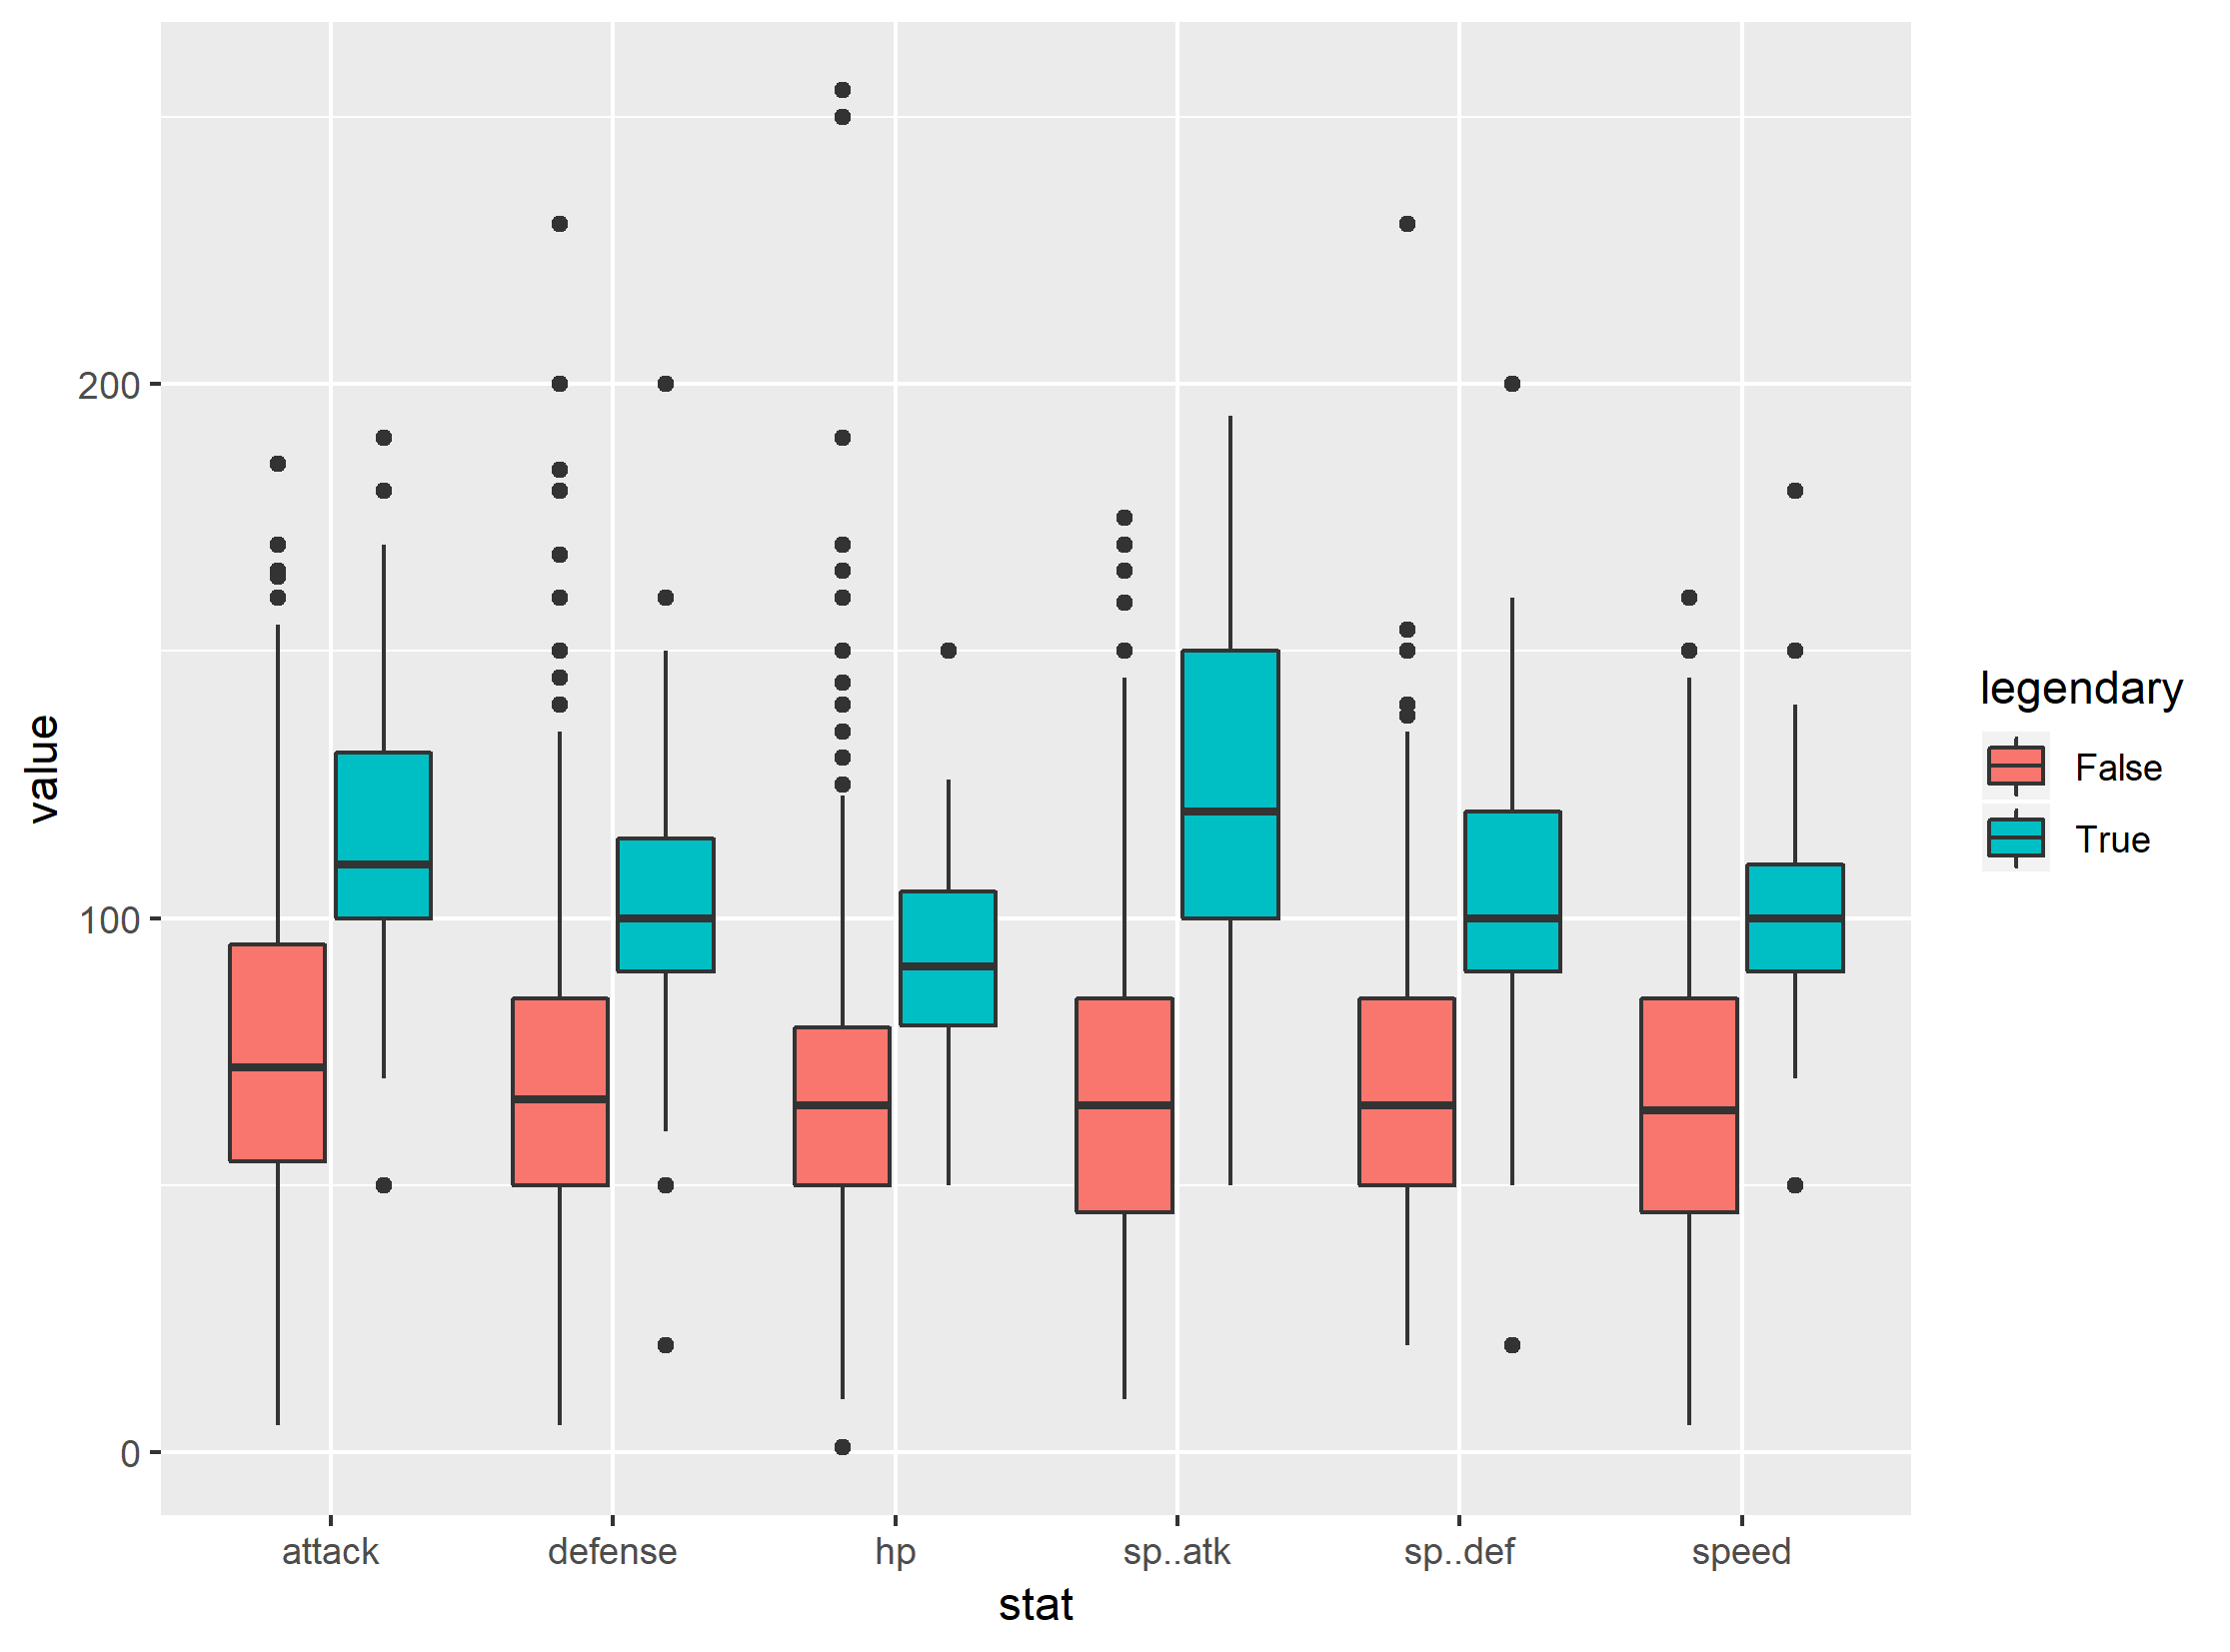 value
200
100
0
attack defense hp sp..atk sp..def speed
stat
legendary
False
True